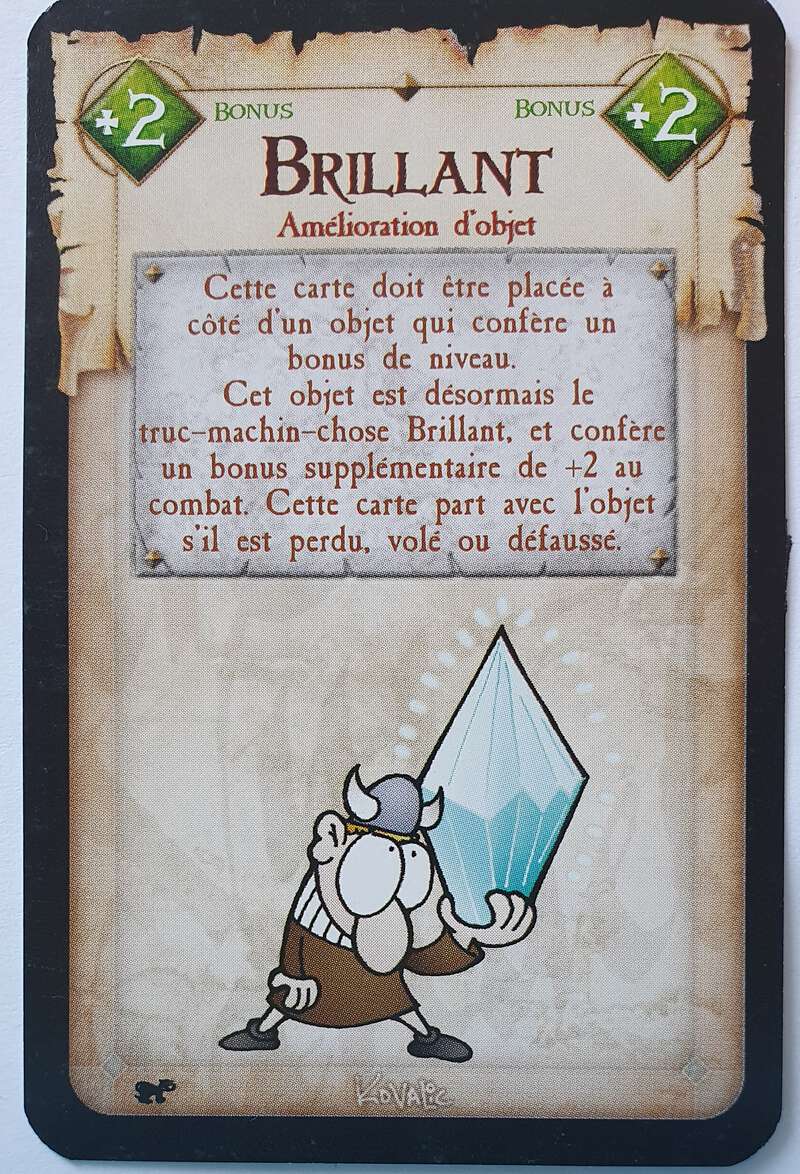 +2 BONUS BONUS +2
BRILLANT
Amélioration d'objet
Cette carte doit être placée à
côté d'un objet qui confère un
bonus de niveau.
Cet objet est désormais le
truc-machin-chose Brillant, et confère
un bonus supplémentaire de +2 au
combat. Cette carte part avec l'objet
s'il est perdu, volé ou défaussé.
KOVALIC